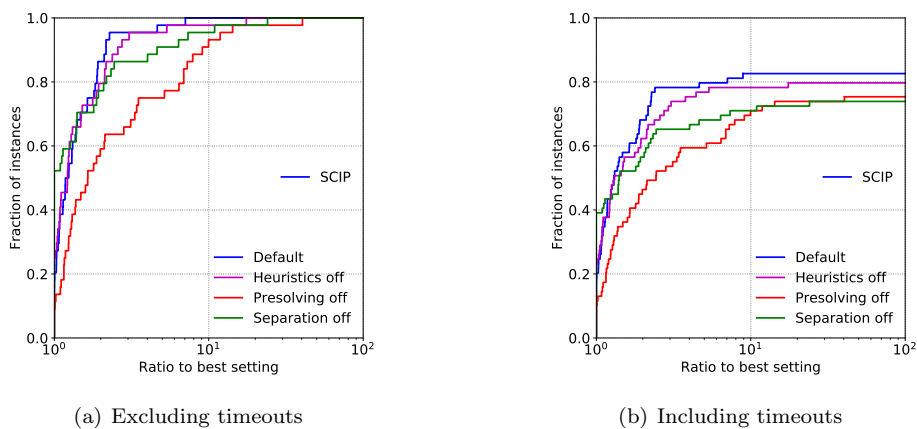 1.0
0.8
0.6
0.4
0.2
0.0
Fraction of instances
SCIP
Default
Heuristics off
Presolving off
Separation off
10^0
10^1
10^2
Ratio to best setting
(a) Excluding timeouts
1.0
0.8
0.6
0.4
0.2
0.0
Fraction of instances
SCIP
Default
Heuristics off
Presolving off
Separation off
10^0
10^1
10^2
Ratio to best setting
(b) Including timeouts